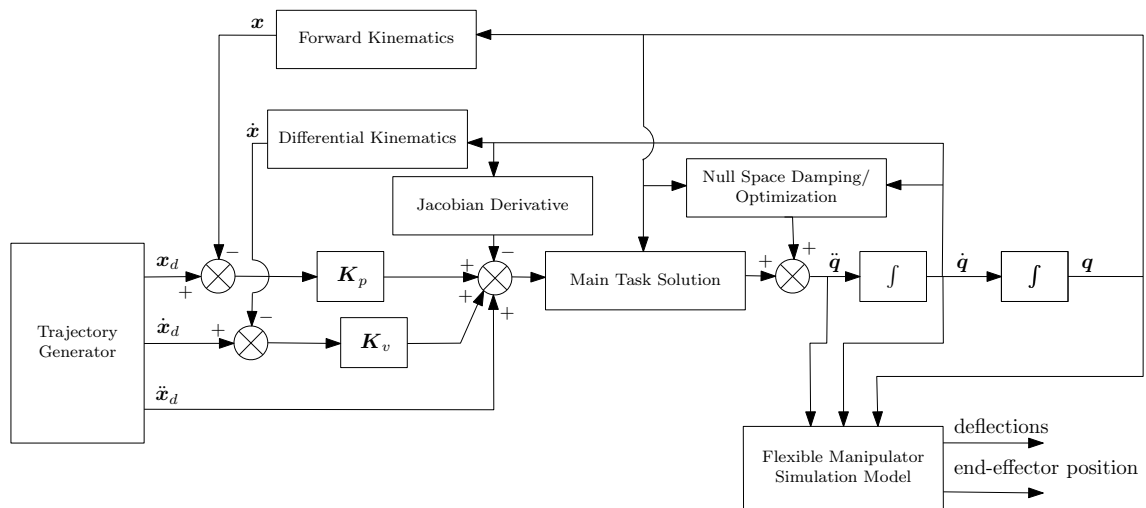 x
Forward Kinematics
ẋ
Differential Kinematics
Null Space Damping/
Optimization
Jacobian Derivative
−
−
+
+
x_d
+
K_p
+
Main Task Solution
+
q̈
∫
q̇
∫
q
+
+
Trajectory
Generator
ẋ_d
+
−
K_v
ẍ_d
Flexible Manipulator
Simulation Model
deflections
end-effector position